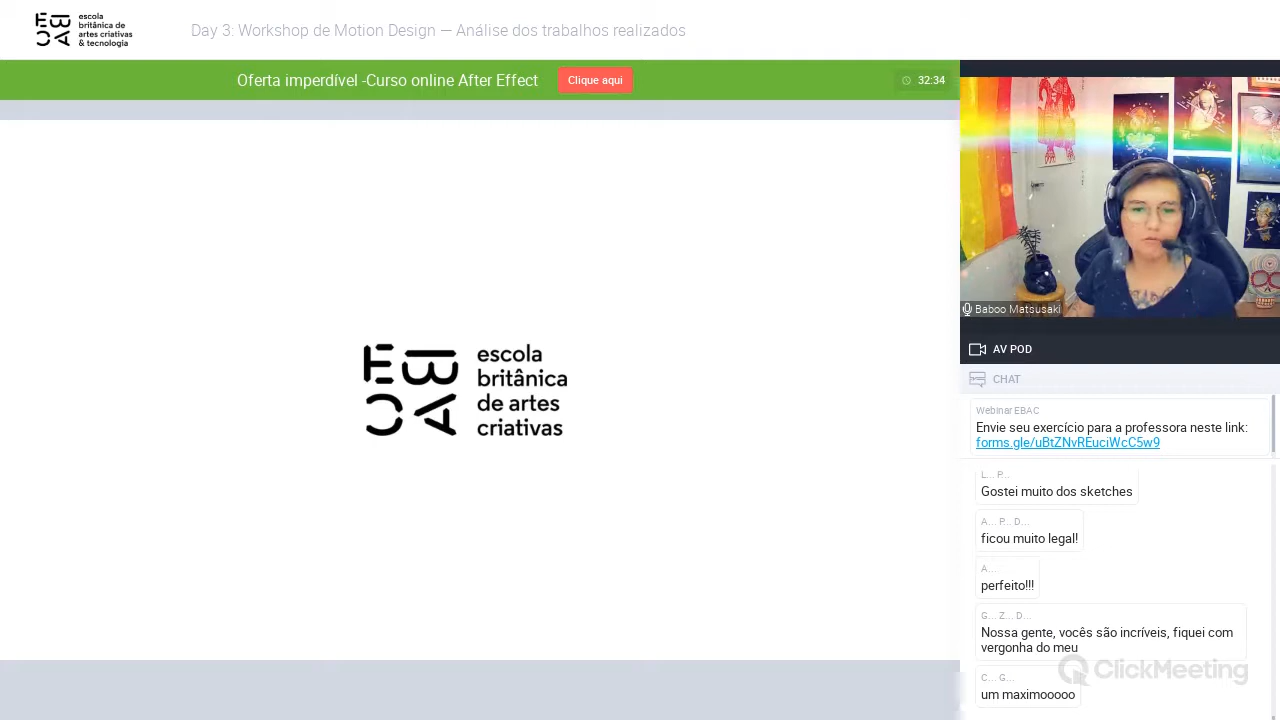 escola
britânica de
artes criativas
& tecnologia
Day 3: Workshop de Motion Design — Análise dos trabalhos realizados
Oferta imperdível -Curso online After Effect
Clique aqui
32:34
EBAC
escola
britânica
de artes
criativas
Baboo Matsusaki
AV POD
CHAT
Webinar EBAC
Envie seu exercício para a professora neste link:
forms.gle/uBtZNvREuciWcC5w9
L... P...
Gostei muito dos sketches
A... P... D...
ficou muito legal!
A...
perfeito!!!
G... Z... D...
Nossa gente, vocês são incríveis, fiquei com
vergonha do meu
C... G...
um maximooooo
ClickMeeting